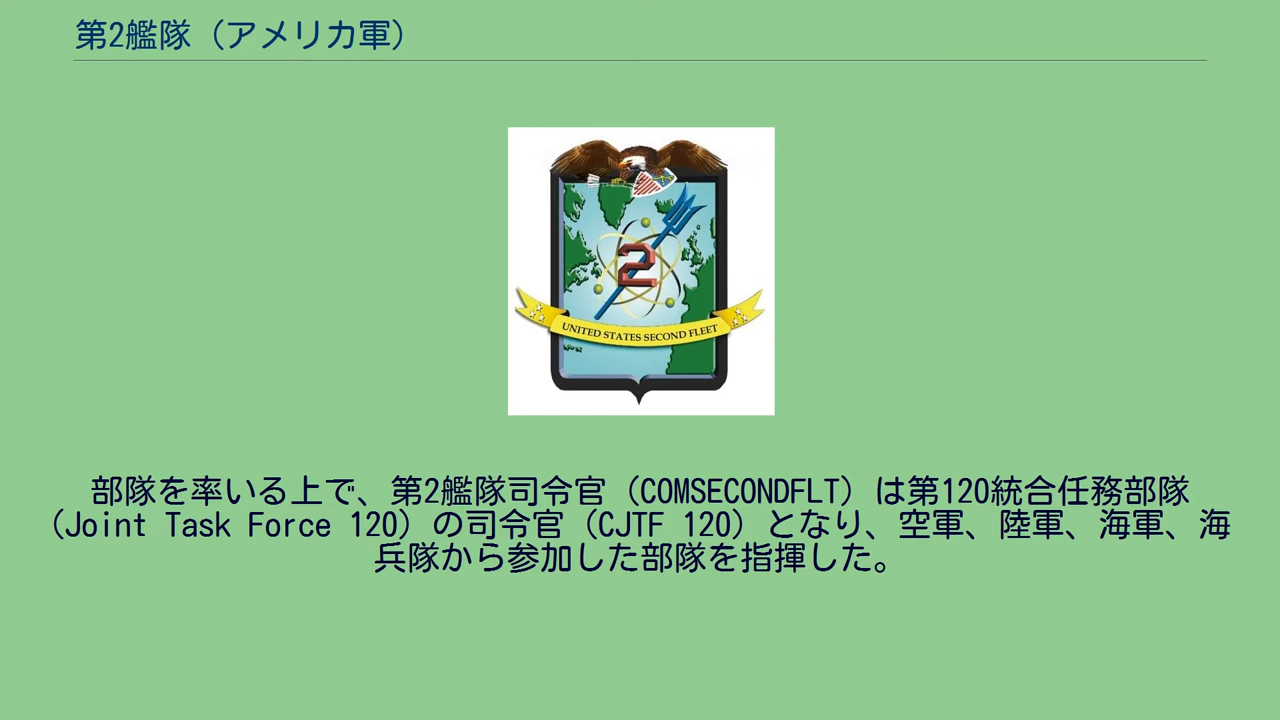 第2艦隊（アメリカ軍）
2
UNITED STATES SECOND FLEET
部隊を率いる上で、第2艦隊司令官（COMSECONDFLT）は第120統合任務部隊
（Joint Task Force 120）の司令官（CJTF 120）となり、空軍、陸軍、海軍、海
兵隊から参加した部隊を指揮した。